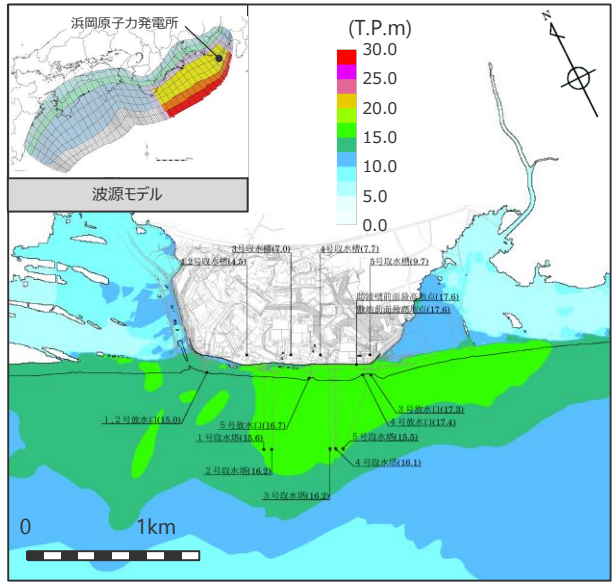 浜岡原子力発電所
波源モデル
(T.P.m)
30.0
25.0
20.0
15.0
10.0
5.0
0.0
N
3号取水槽(7.0)
4号取水槽(7.7)
1,2号取水槽(4.5)
5号取水槽(9.7)
防波壁前面最高地点(17.6)
敷地前面最高地点(17.6)
1,2号放水口(15.0)
5号放水口(16.7)
3号放水口(17.3)
4号放水口(17.4)
1号取水塔(15.6)
5号取水塔(15.5)
2号取水塔(16.2)
4号取水塔(16.1)
3号取水塔(16.2)
0 1km